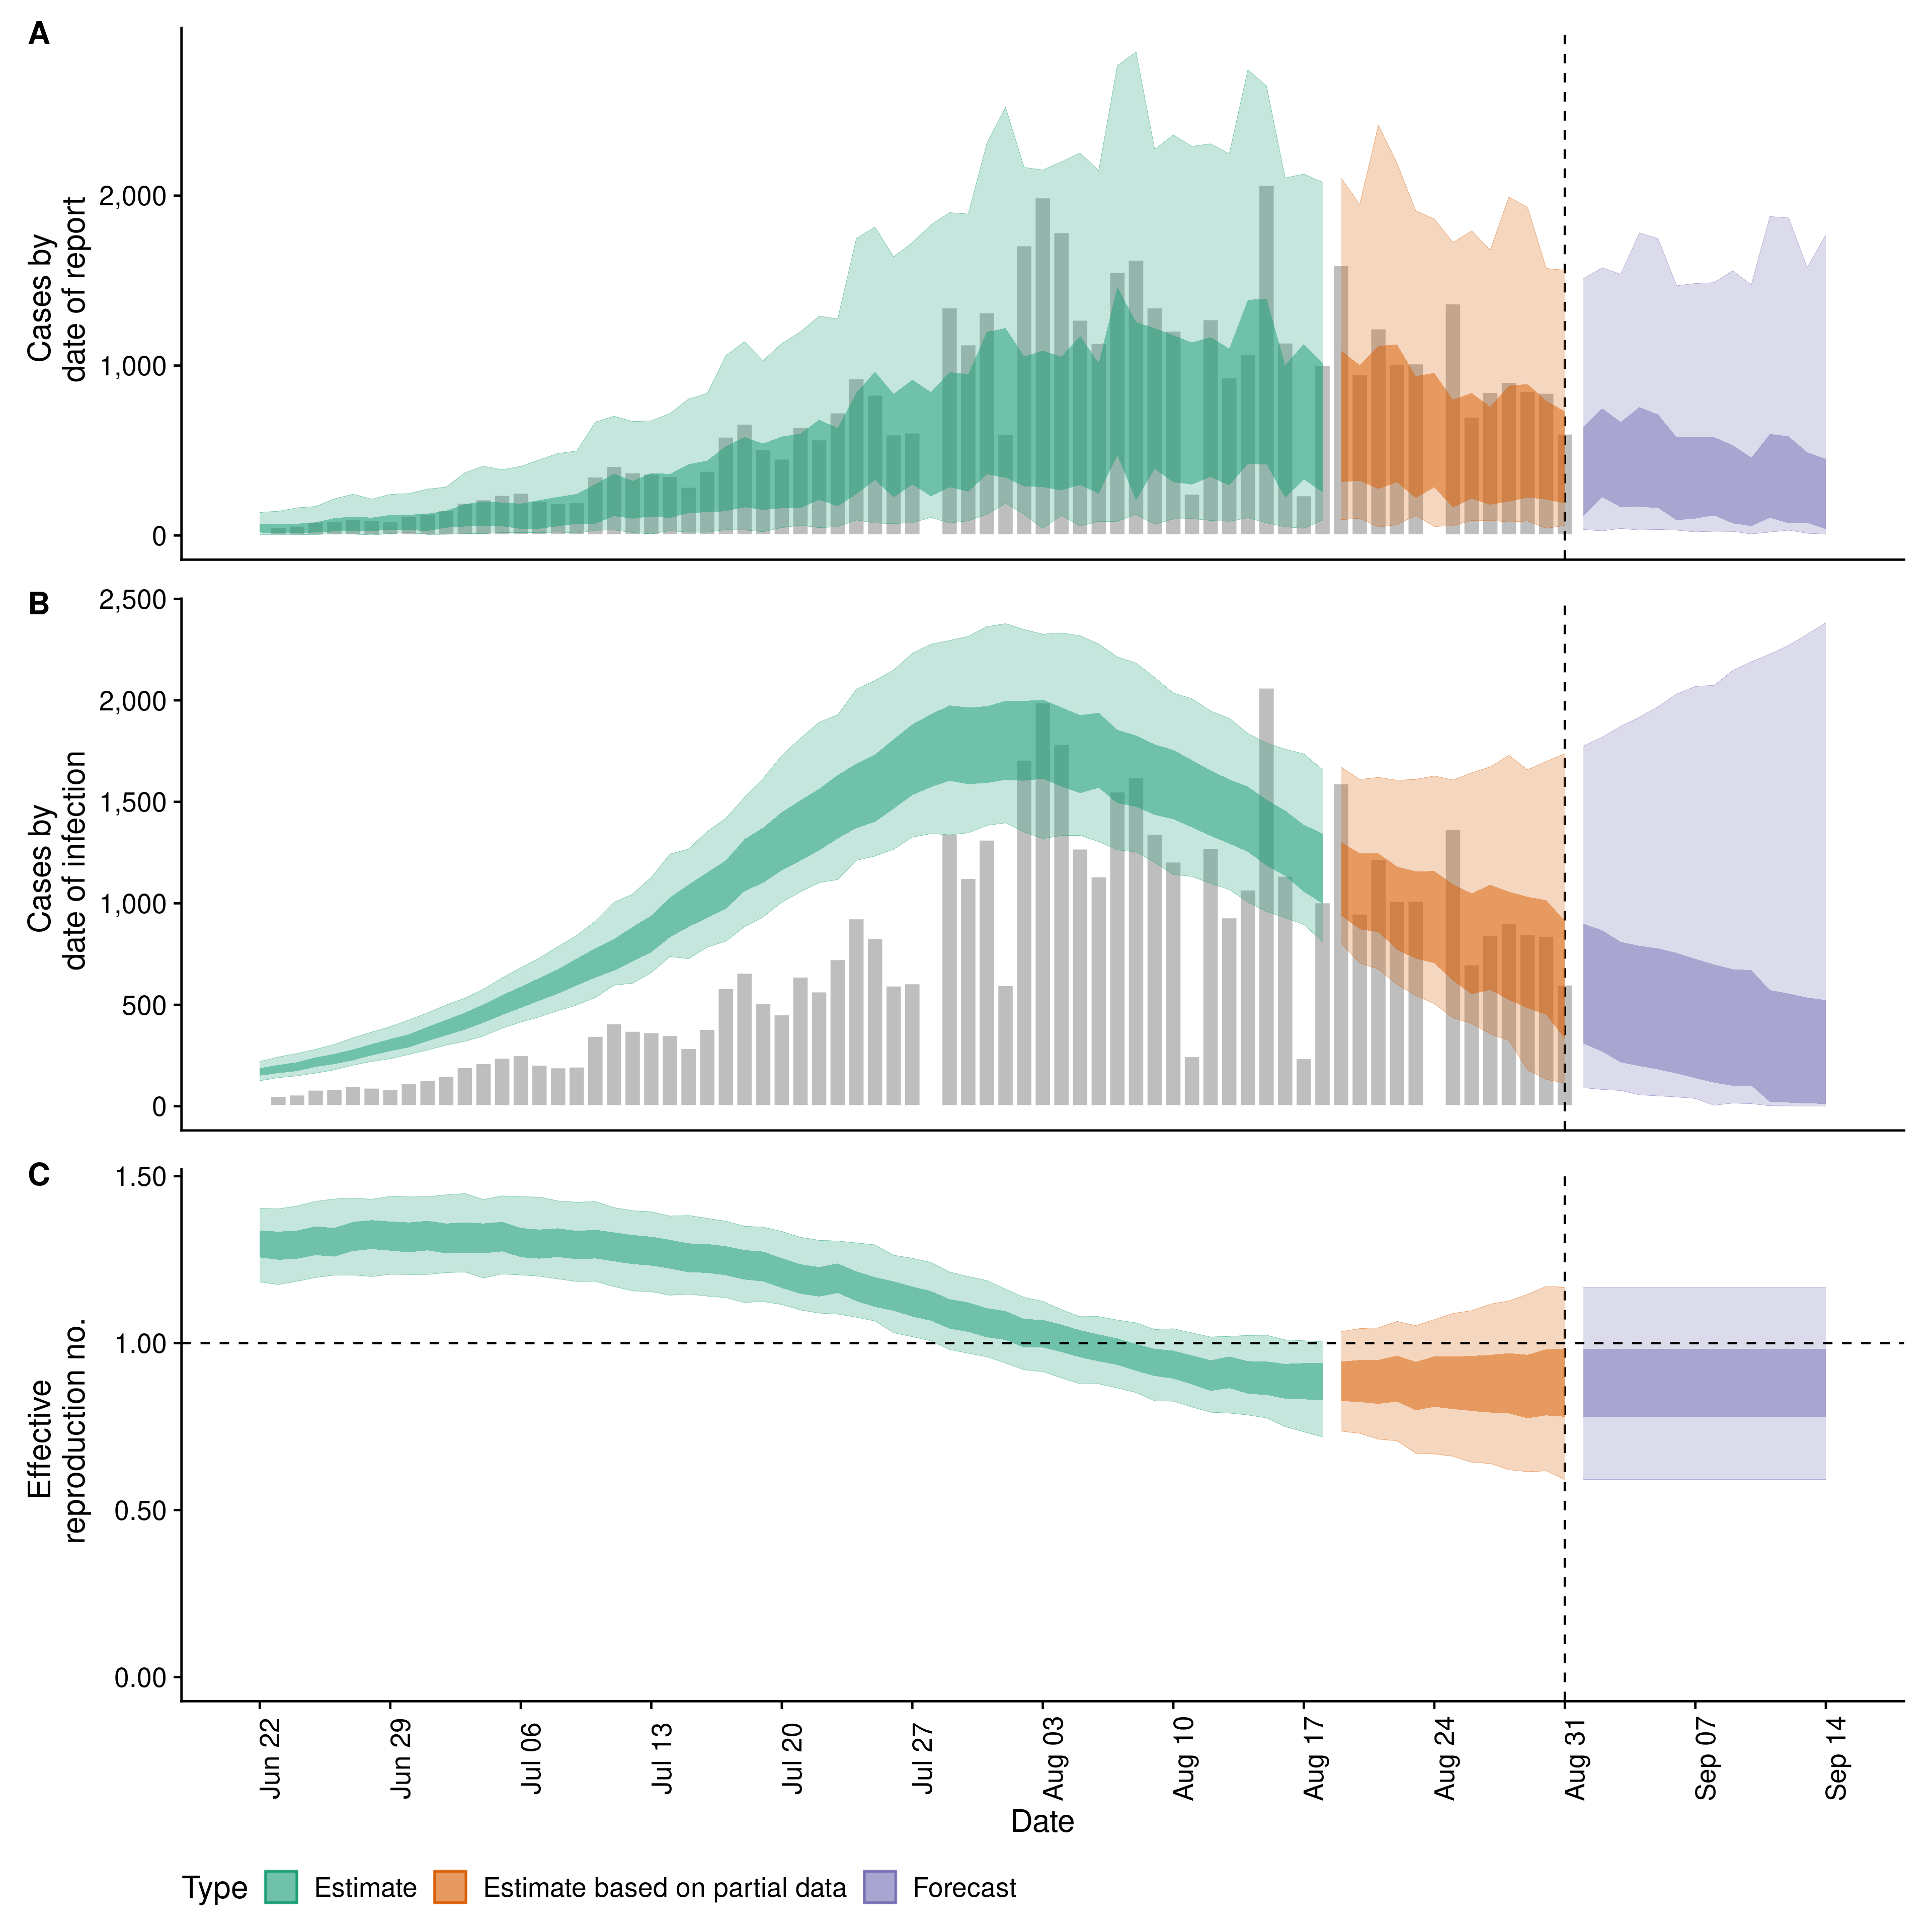 A
Cases by
date of report
2,000
1,000
0
B
Cases by
date of infection
2,500
2,000
1,500
1,000
500
0
C
Effective
reproduction no.
1.50
1.00
0.50
0.00
Jun 22
Jun 29
Jul 06
Jul 13
Jul 20
Jul 27
Aug 03
Aug 10
Aug 17
Aug 24
Aug 31
Sep 07
Sep 14
Date
Type Estimate Estimate based on partial data Forecast